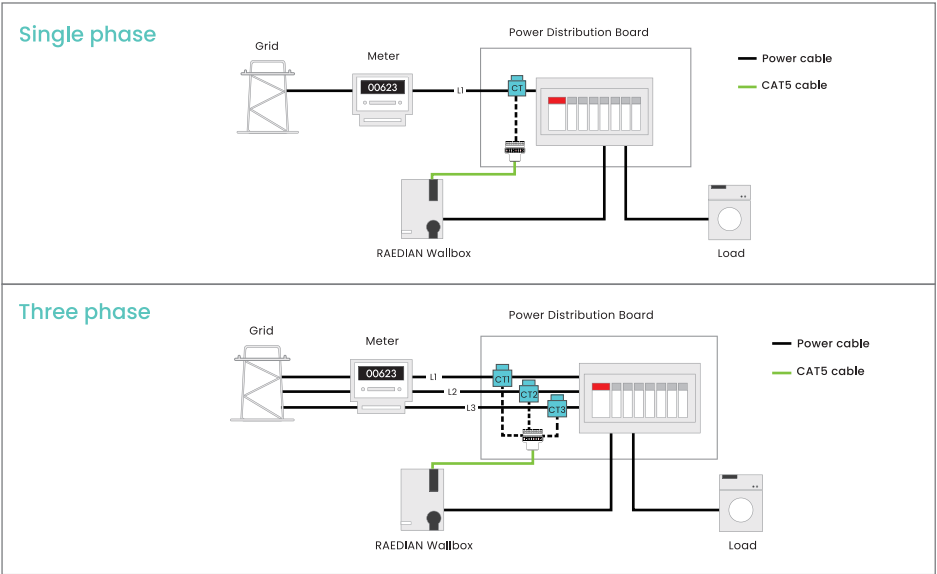 Single phase
Power Distribution Board
Grid
Meter
Power cable
00623
L1
CT
CAT5 cable
RAEDIAN Wallbox
Load
Three phase
Power Distribution Board
Grid
Meter
Power cable
00623
L1
CT1
CAT5 cable
L2
CT2
L3
CT3
RAEDIAN Wallbox
Load